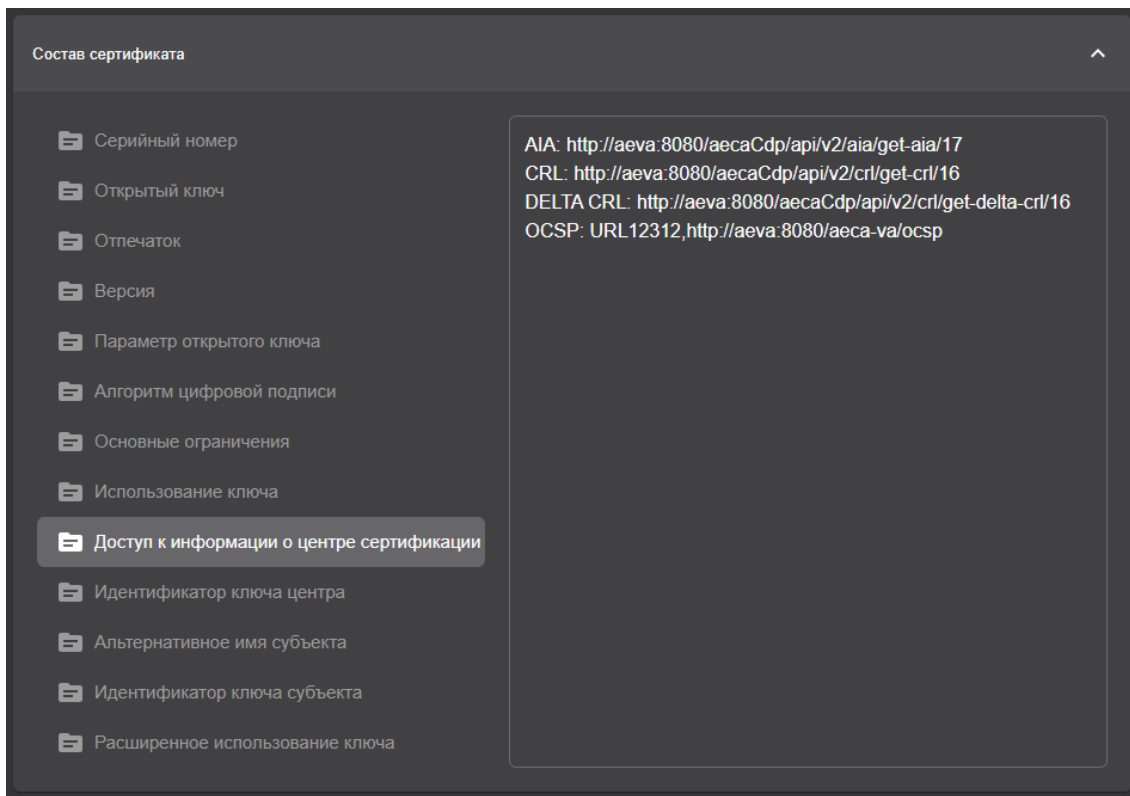 Состав сертификата
Серийный номер
Открытый ключ
Отпечаток
Версия
Параметр открытого ключа
Алгоритм цифровой подписи
Основные ограничения
Использование ключа
Доступ к информации о центре сертификации
Идентификатор ключа центра
Альтернативное имя субъекта
Идентификатор ключа субъекта
Расширенное использование ключа
AIA: http://aeva:8080/aecaCdp/api/v2/aia/get-aia/17
CRL: http://aeva:8080/aecaCdp/api/v2/crl/get-crl/16
DELTA CRL: http://aeva:8080/aecaCdp/api/v2/crl/get-delta-crl/16
OCSP: URL12312,http://aeva:8080/aeca-va/ocsp